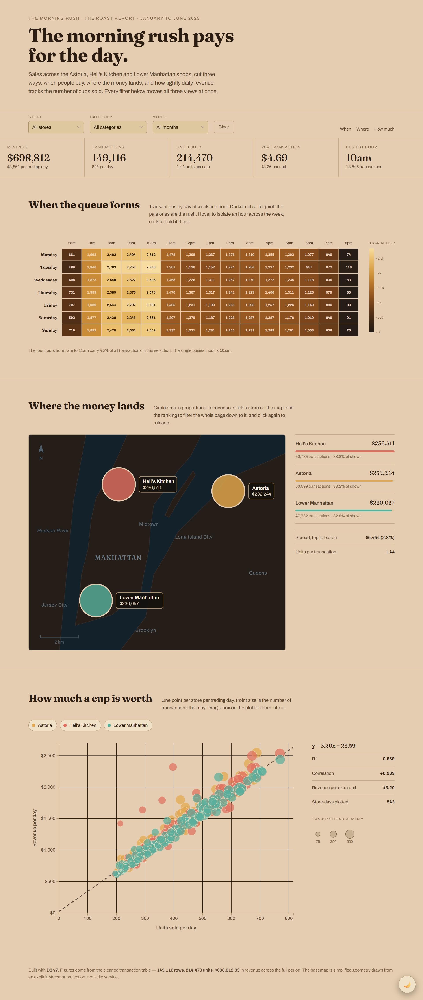 THE MORNING RUSH · THE ROAST REPORT · JANUARY TO JUNE 2023
The morning rush pays
for the day.
Sales across the Astoria, Hell's Kitchen and Lower Manhattan shops, cut three
ways: when people buy, where the money lands, and how tightly daily revenue
tracks the number of cups sold. Every filter below moves all three views at once.
STORE CATEGORY MONTH
All stores All categories All months Clear
When Where How much
REVENUE TRANSACTIONS UNITS SOLD PER TRANSACTION BUSIEST HOUR
$698,812 149,116 214,470 $4.69 10am
$3,861 per trading day 824 per day 1.44 units per sale $3.26 per unit 18,545 transactions
When the queue forms
Transactions by day of week and hour. Darker cells are quiet; the
pale ones are the rush. Hover to isolate an hour across the week,
click to hold it there.
6am 7am 8am 9am 10am 11am 12pm 1pm 2pm 3pm 4pm 5pm 6pm 7pm 8pm
Monday 661 1,992 2,482 2,494 2,612 1,478 1,308 1,267 1,376 1,319 1,355 1,302 1,077 846 74
Tuesday 489 1,846 2,783 2,753 2,846 1,301 1,126 1,152 1,224 1,254 1,227 1,232 957 872 140
Wednesday 698 1,873 2,540 2,527 2,596 1,468 1,226 1,311 1,257 1,270 1,272 1,235 1,118 836 83
Thursday 731 1,959 2,389 2,375 2,570 1,470 1,307 1,317 1,341 1,323 1,406 1,311 1,125 970 60
Friday 707 1,989 2,544 2,707 2,761 1,405 1,231 1,199 1,265 1,295 1,257 1,226 1,149 886 80
Saturday 592 1,877 2,438 2,345 2,551 1,307 1,279 1,187 1,226 1,287 1,287 1,178 1,019 846 91
Sunday 716 1,892 2,478 2,563 2,609 1,337 1,231 1,281 1,244 1,231 1,289 1,261 1,053 836 75
TRANSACTION
2.5k
2k
1.5k
1k
500
0
The four hours from 7am to 11am carry 45% of all transactions in this selection. The single busiest hour is 10am.
Where the money lands
Circle area is proportional to revenue. Click a store on the map or in
the ranking to filter the whole page down to it, and click again to
release.
N
Hell's Kitchen
$236,511
Astoria
$232,244
Midtown
Hudson River
Long Island City
MANHATTAN
Queens
Lower Manhattan
$230,057
Jersey City
Brooklyn
2 km
Hell's Kitchen $236,511
50,735 transactions · 33.8% of shown
Astoria $232,244
50,599 transactions · 33.2% of shown
Lower Manhattan $230,057
47,782 transactions · 32.9% of shown
Spread, top to bottom $6,454 (2.8%)
Units per transaction 1.44
How much a cup is worth
One point per store per trading day. Point size is the number of
transactions that day. Drag a box on the plot to zoom into it.
Astoria Hell's Kitchen Lower Manhattan
$2,500
$2,000
$1,500
$1,000
$500
$0
Revenue per day
0 100 200 300 400 500 600 700 800
Units sold per day
y = 3.20x + 23.59
R² 0.939
Correlation +0.969
Revenue per extra unit $3.20
Store-days plotted 543
TRANSACTIONS PER DAY
75 250 500
Built with D3 v7. Figures come from the cleaned transaction table — 149,116 rows, 214,470 units, $698,812.33 in revenue across the full period. The basemap is simplified geometry drawn from
an explicit Mercator projection, not a tile service.